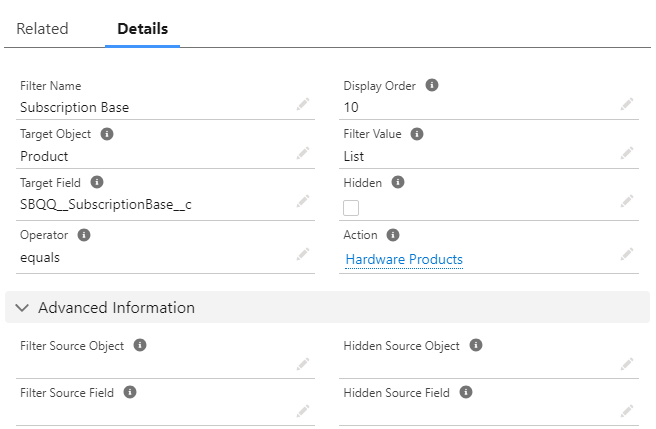 Related Details
Filter Name
Subscription Base
Display Order
10
Target Object
Product
Filter Value
List
Target Field
SBQQ__SubscriptionBase__c
Hidden
Operator
equals
Action
Hardware Products
Advanced Information
Filter Source Object
Hidden Source Object
Filter Source Field
Hidden Source Field